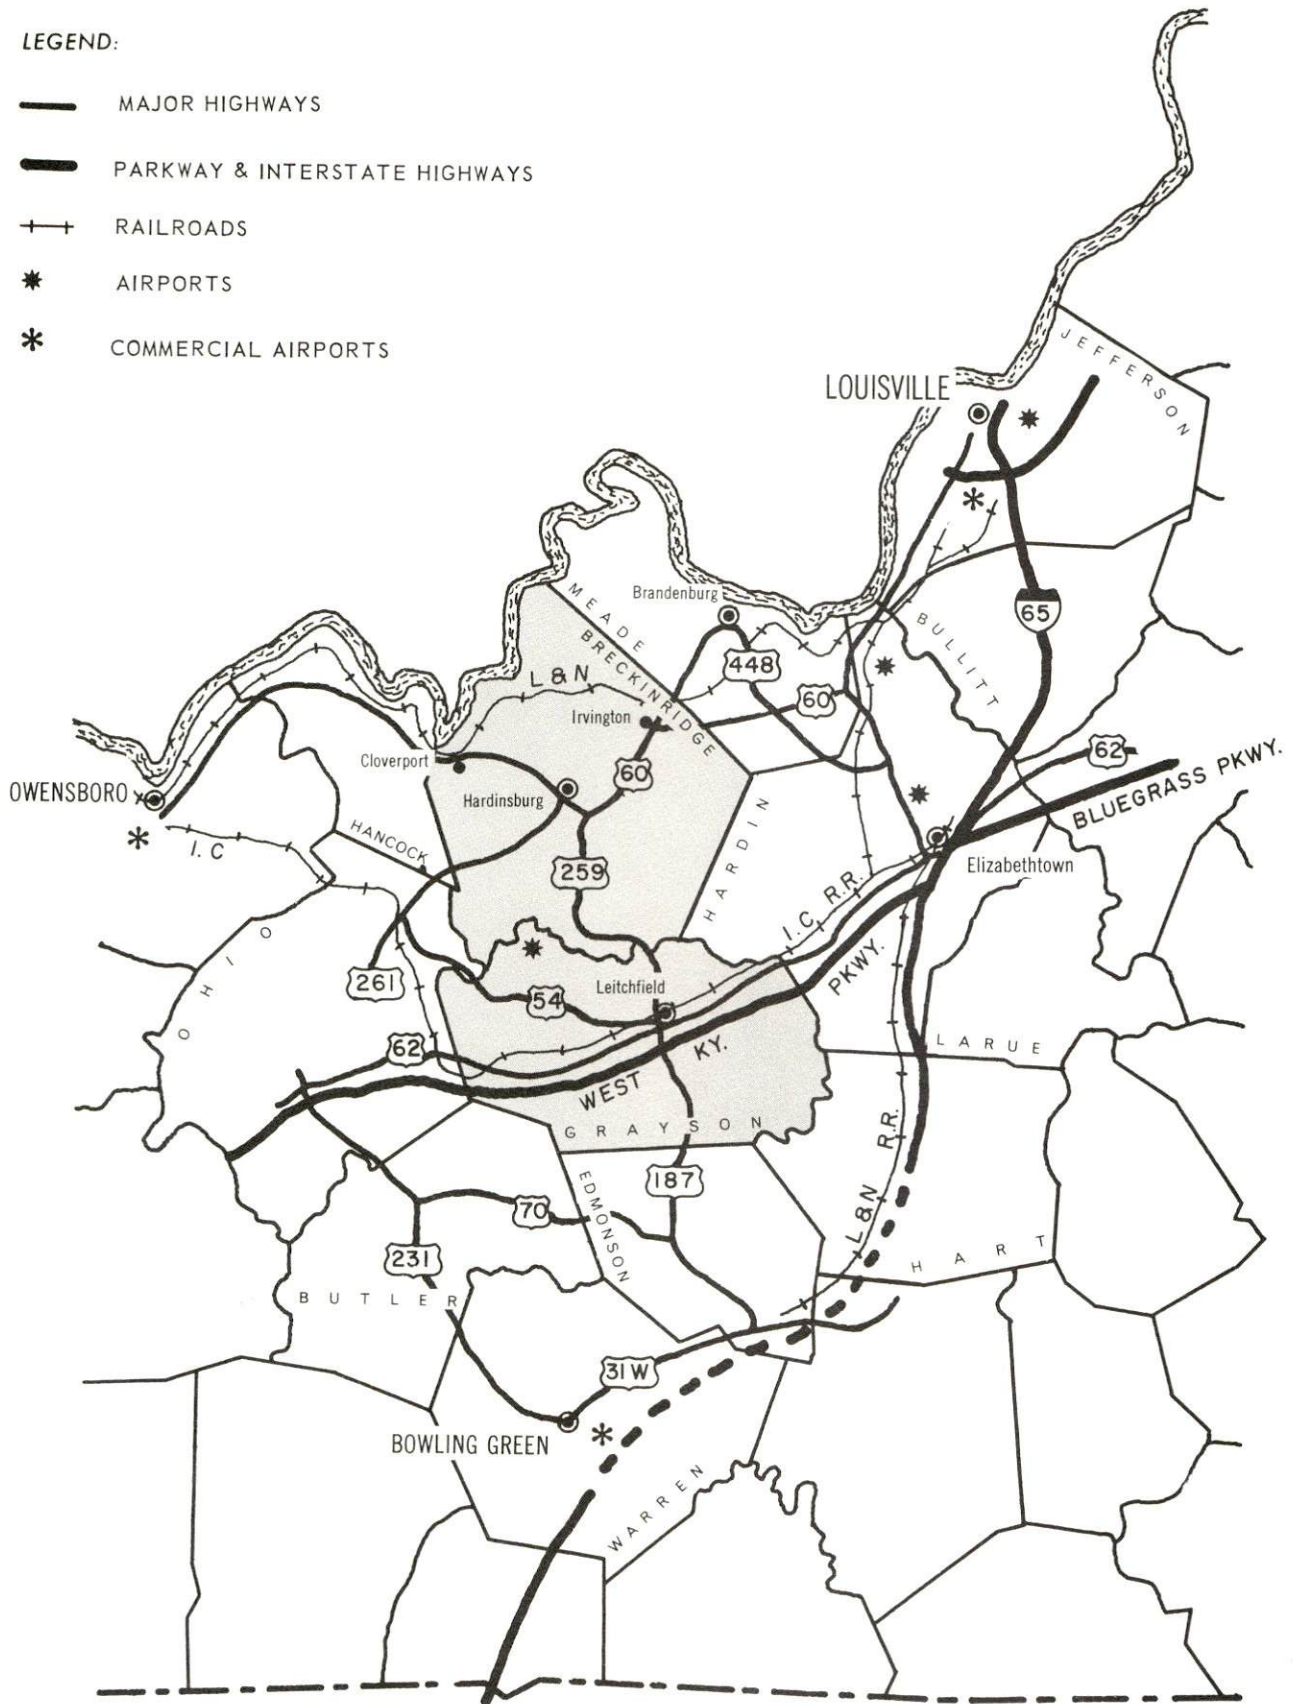 LEGEND:
MAJOR HIGHWAYS
PARKWAY & INTERSTATE HIGHWAYS
RAILROADS
AIRPORTS
COMMERCIAL AIRPORTS
JEFFERSON
LOUISVILLE
65
BULLITT
MEADE
BRECKINRIDGE
Brandenburg
448
60
L & N
Irvington
60
62
BLUEGRASS PKWY.
Cloverport
Hardinsburg
OWENSBORO
I. C
HANCOCK
259
HARDIN
Elizabethtown
I. C. R.R.
OHIO
261
54
Leitchfield
PKWY.
62
KY.
WEST
LARUE
GRAYSON
L & N R.R.
187
EDMONSON
70
231
HART
BUTLER
31W
BOWLING GREEN
WARREN